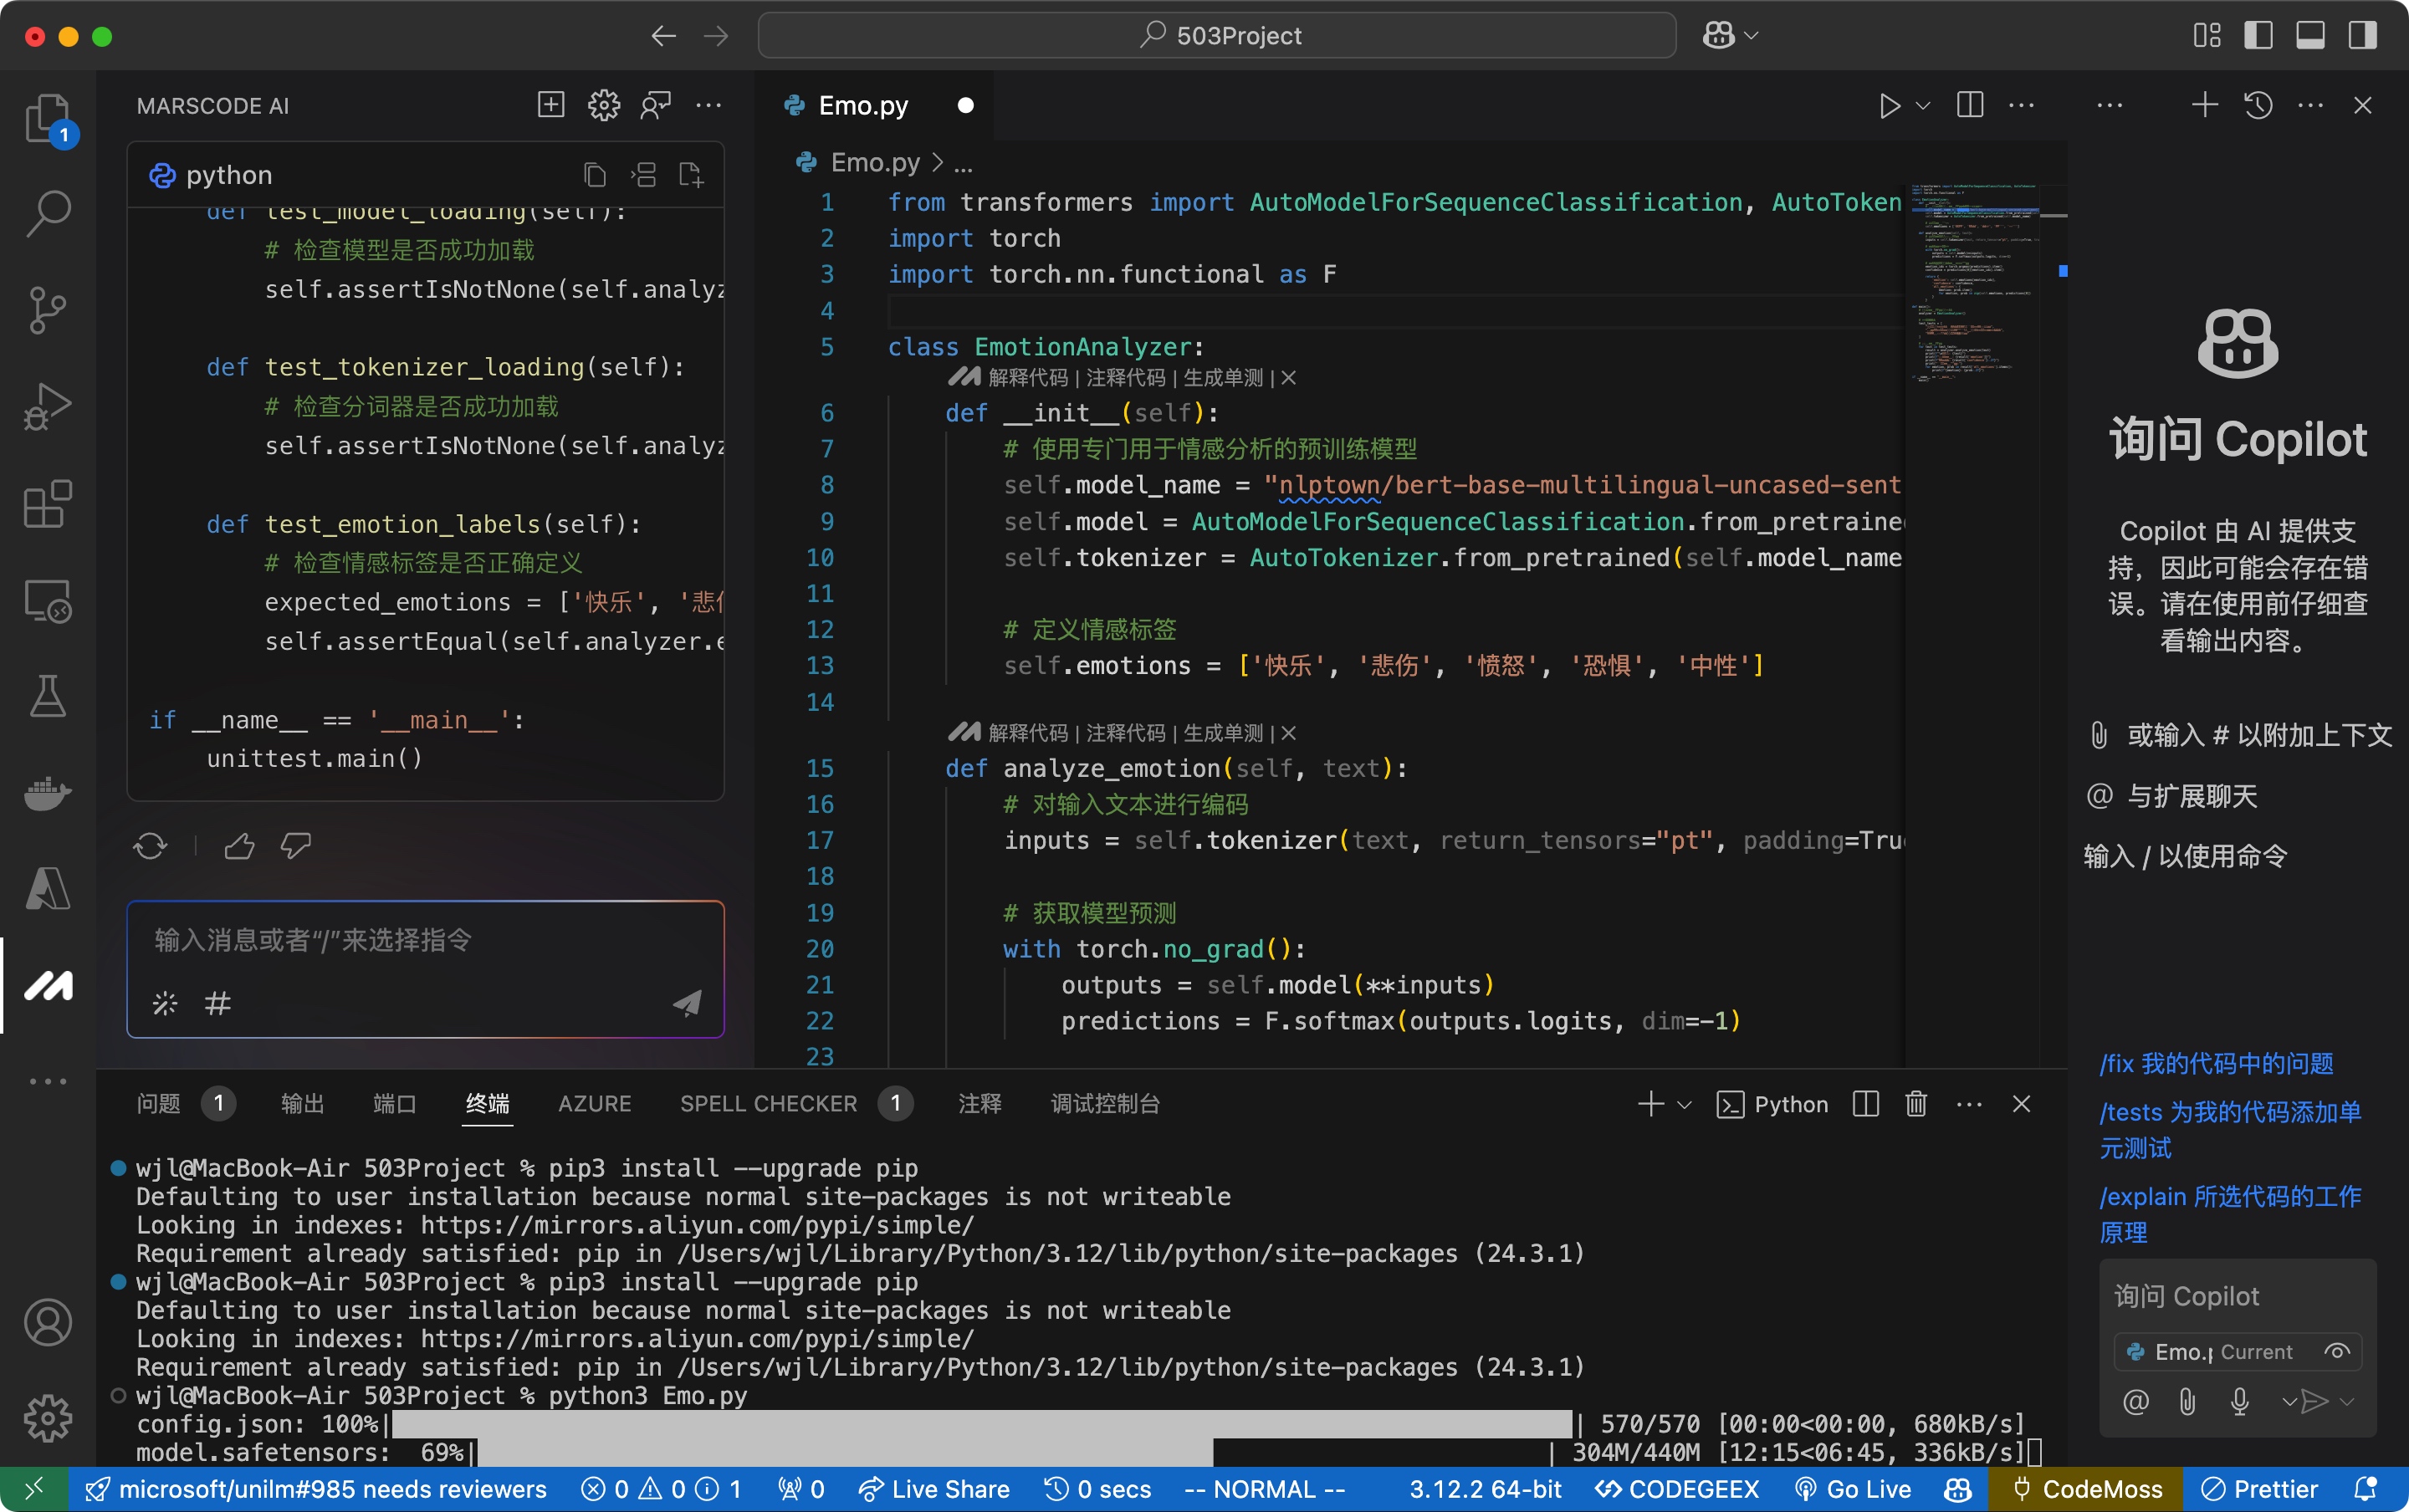 503Project
MARSCODE AI
1
python
def test_model_loading(self):
# 检查模型是否成功加载
self.assertIsNotNone(self.analyz
def test_tokenizer_loading(self):
# 检查分词器是否成功加载
self.assertIsNotNone(self.analyz
def test_emotion_labels(self):
# 检查情感标签是否正确定义
expected_emotions = ['快乐', '悲伤
self.assertEqual(self.analyzer.e
if __name__ == '__main__':
unittest.main()
输入消息或者“/”来选择指令
#
Emo.py
Emo.py > ...
1 from transformers import AutoModelForSequenceClassification, AutoToken
2 import torch
3 import torch.nn.functional as F
4
5 class EmotionAnalyzer:
解释代码 | 注释代码 | 生成单测 | ×
6 def __init__(self):
7 # 使用专门用于情感分析的预训练模型
8 self.model_name = "nlptown/bert-base-multilingual-uncased-sent
9 self.model = AutoModelForSequenceClassification.from_pretraine
10 self.tokenizer = AutoTokenizer.from_pretrained(self.model_name
11
12 # 定义情感标签
13 self.emotions = ['快乐', '悲伤', '愤怒', '恐惧', '中性']
14
解释代码 | 注释代码 | 生成单测 | ×
15 def analyze_emotion(self, text):
16 # 对输入文本进行编码
17 inputs = self.tokenizer(text, return_tensors="pt", padding=Tru
18
19 # 获取模型预测
20 with torch.no_grad():
21 outputs = self.model(**inputs)
22 predictions = F.softmax(outputs.logits, dim=-1)
23
询问 Copilot
Copilot 由 AI 提供支
持，因此可能会存在错
误。请在使用前仔细查
看输出内容。
或输入 # 以附加上下文
@ 与扩展聊天
输入 / 以使用命令
/fix 我的代码中的问题
/tests 为我的代码添加单
元测试
/explain 所选代码的工作
原理
询问 Copilot
Emo.p Current
@
问题 1 输出 端口 终端 AZURE SPELL CHECKER 1 注释 调试控制台 Python
wjl@MacBook-Air 503Project % pip3 install --upgrade pip
Defaulting to user installation because normal site-packages is not writeable
Looking in indexes: https://mirrors.aliyun.com/pypi/simple/
Requirement already satisfied: pip in /Users/wjl/Library/Python/3.12/lib/python/site-packages (24.3.1)
wjl@MacBook-Air 503Project % pip3 install --upgrade pip
Defaulting to user installation because normal site-packages is not writeable
Looking in indexes: https://mirrors.aliyun.com/pypi/simple/
Requirement already satisfied: pip in /Users/wjl/Library/Python/3.12/lib/python/site-packages (24.3.1)
wjl@MacBook-Air 503Project % python3 Emo.py
config.json: 100%| | 570/570 [00:00<00:00, 680kB/s]
model.safetensors: 69%| | 304M/440M [12:15<06:45, 336kB/s]
microsoft/unilm#985 needs reviewers 0 0 1 0 Live Share 0 secs -- NORMAL -- 3.12.2 64-bit CODEGEEX Go Live CodeMoss Prettier